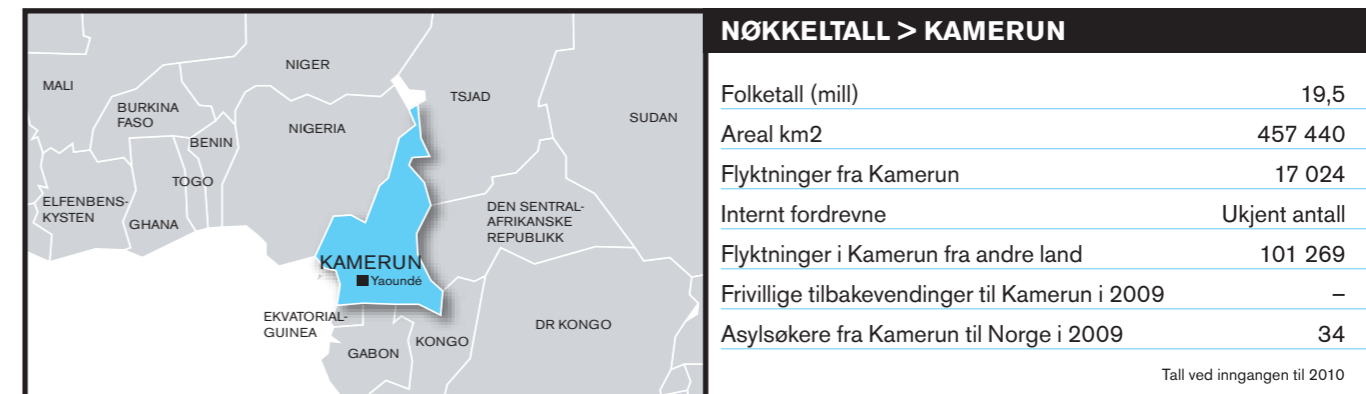 NIGER
MALI
TSJAD
BURKINA
FASO
SUDAN
NIGERIA
BENIN
TOGO
ELFENBENS-
KYSTEN
GHANA
DEN SENTRAL-
AFRIKANSKE
REPUBLIKK
KAMERUN
Yaoundé
EKVATORIAL-
GUINEA
DR KONGO
KONGO
GABON
NØKKELTALL > KAMERUN
Folketall (mill) 19,5
Areal km2 457 440
Flyktninger fra Kamerun 17 024
Internt fordrevne Ukjent antall
Flyktninger i Kamerun fra andre land 101 269
Frivillige tilbakevendinger til Kamerun i 2009 –
Asylsøkere fra Kamerun til Norge i 2009 34
Tall ved inngangen til 2010